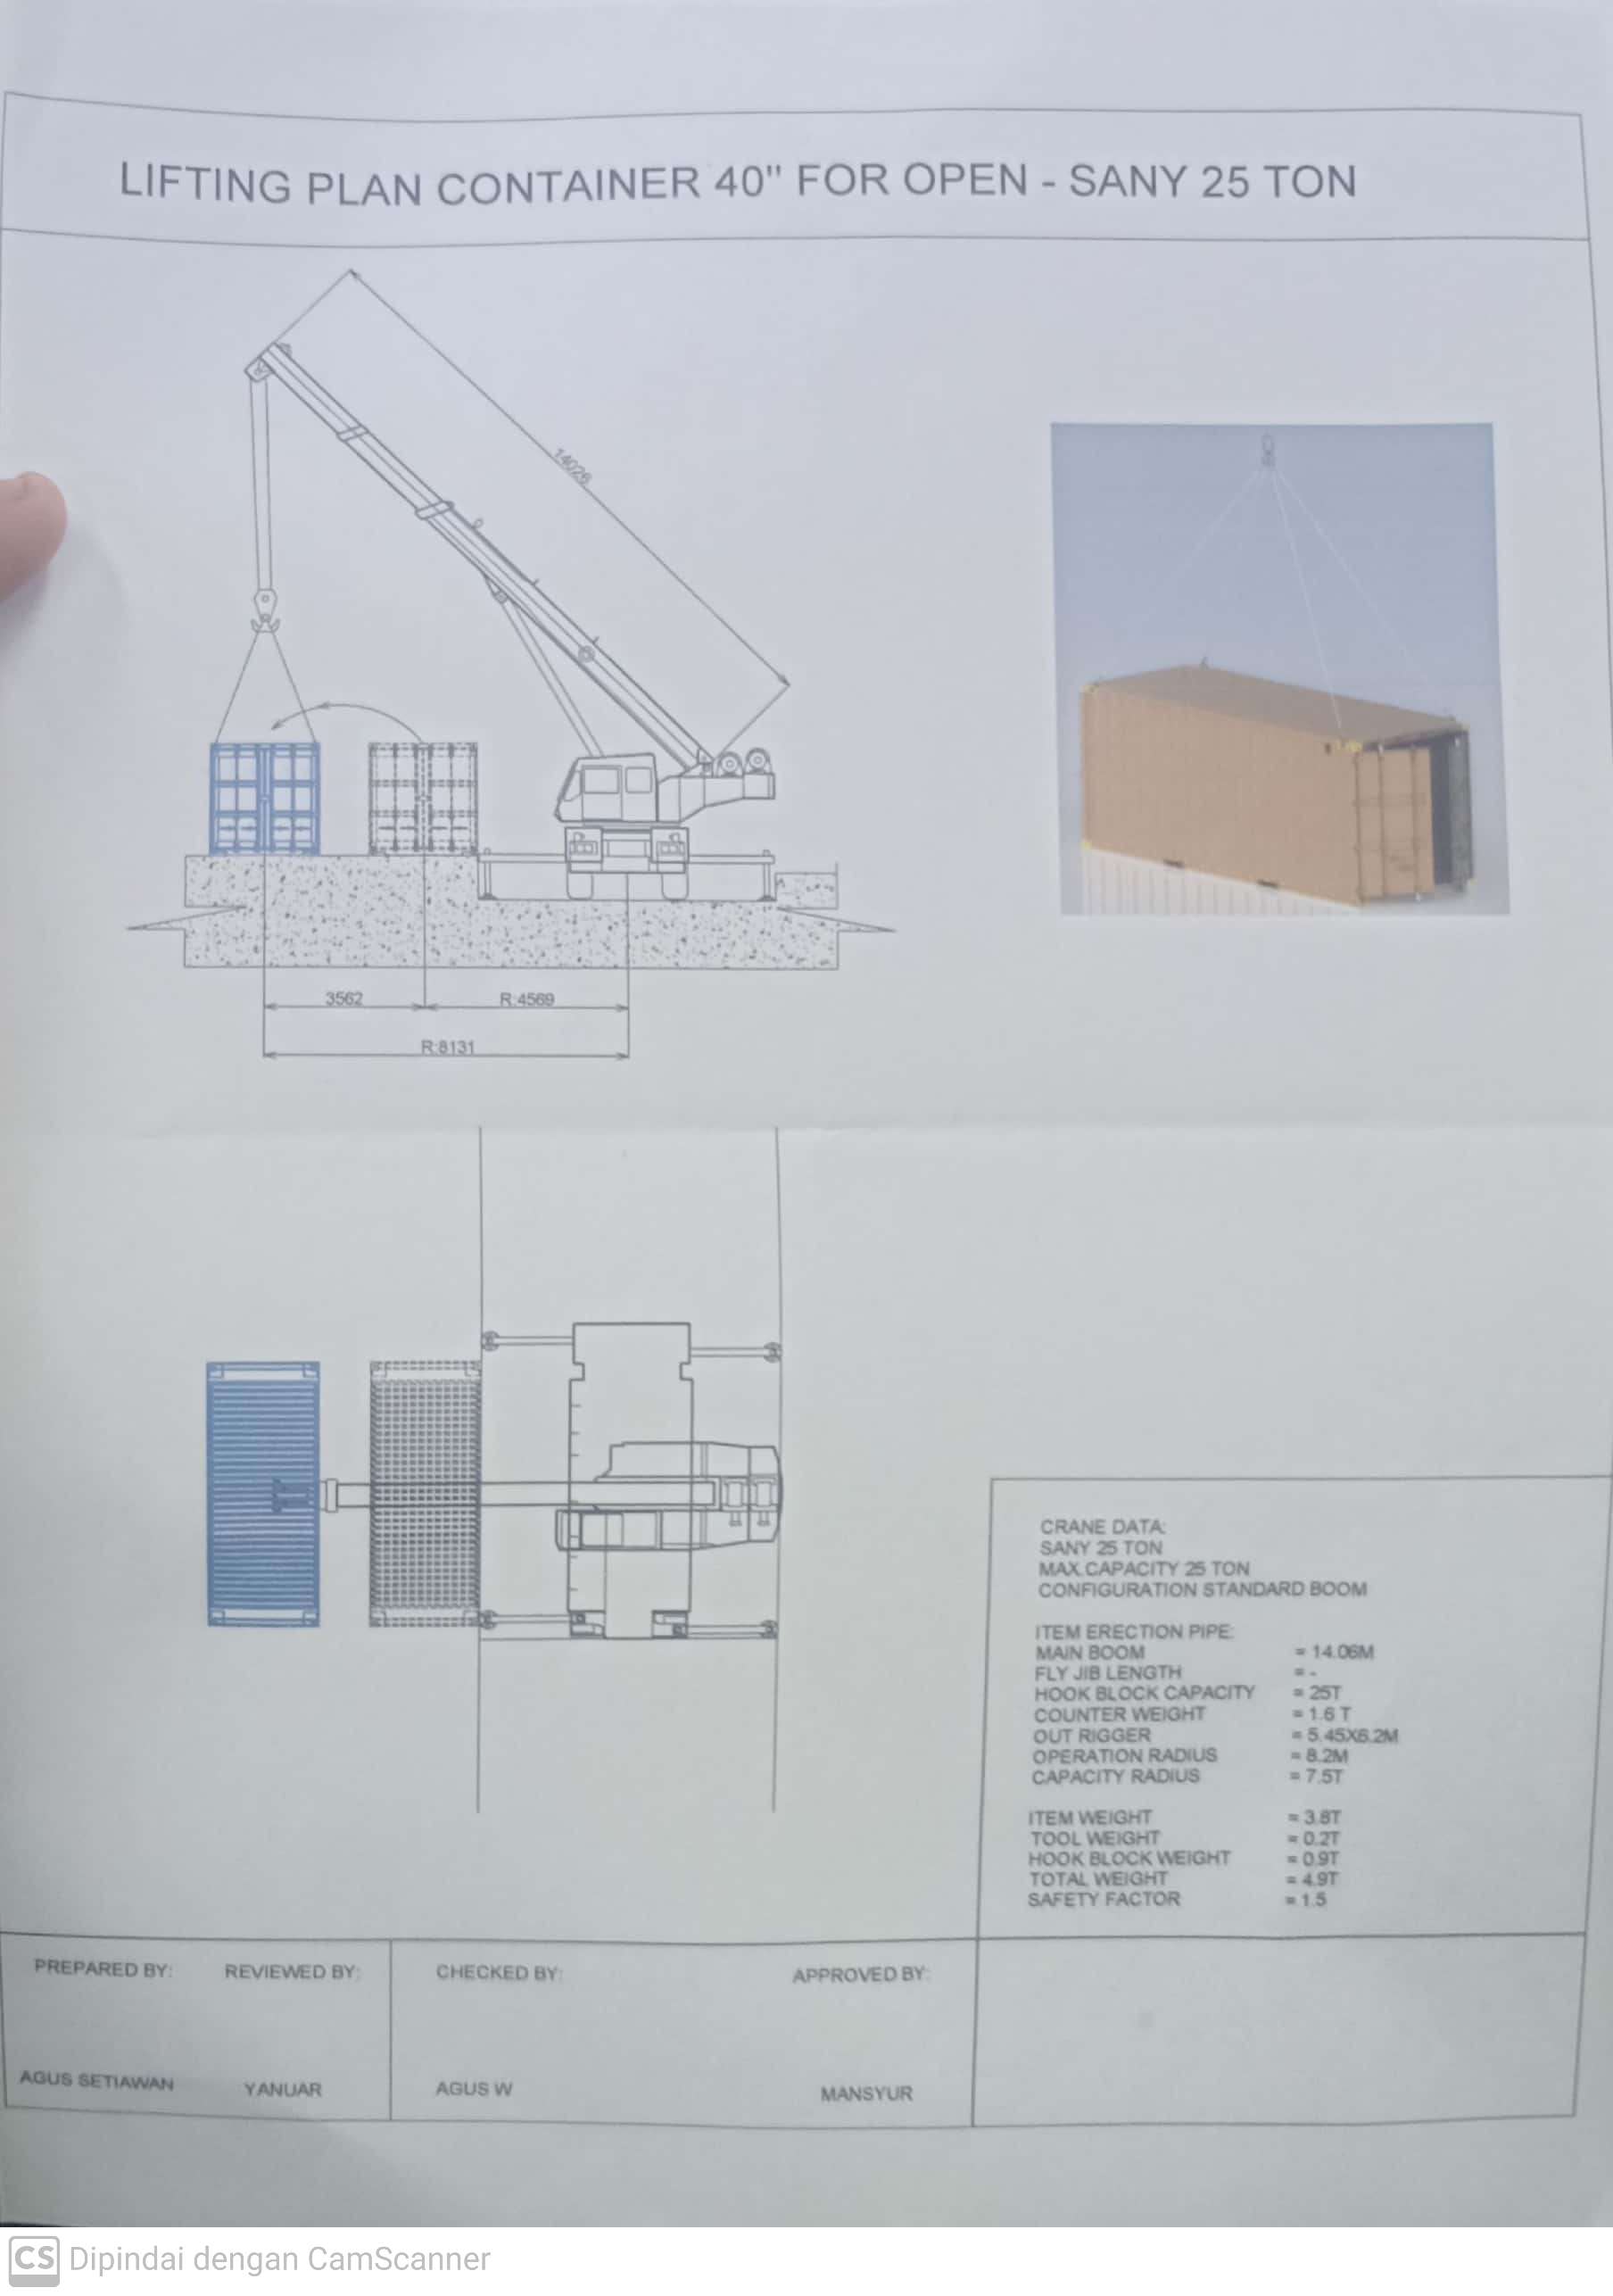 LIFTING PLAN CONTAINER 40" FOR OPEN - SANY 25 TON
14026
3562
R:4569
R:8131
CRANE DATA:
SANY 25 TON
MAX.CAPACITY 25 TON
CONFIGURATION STANDARD BOOM
ITEM ERECTION PIPE:
MAIN BOOM = 14.06M
FLY JIB LENGTH = -
HOOK BLOCK CAPACITY = 25T
COUNTER WEIGHT = 1.6 T
OUT RIGGER = 5.45X6.2M
OPERATION RADIUS = 8.2M
CAPACITY RADIUS = 7.5T
ITEM WEIGHT = 3.8T
TOOL WEIGHT = 0.2T
HOOK BLOCK WEIGHT = 0.9T
TOTAL WEIGHT = 4.9T
SAFETY FACTOR = 1.5
PREPARED BY: REVIEWED BY: CHECKED BY: APPROVED BY:
AGUS SETIAWAN YANUAR AGUS W MANSYUR
CS Dipindai dengan CamScanner